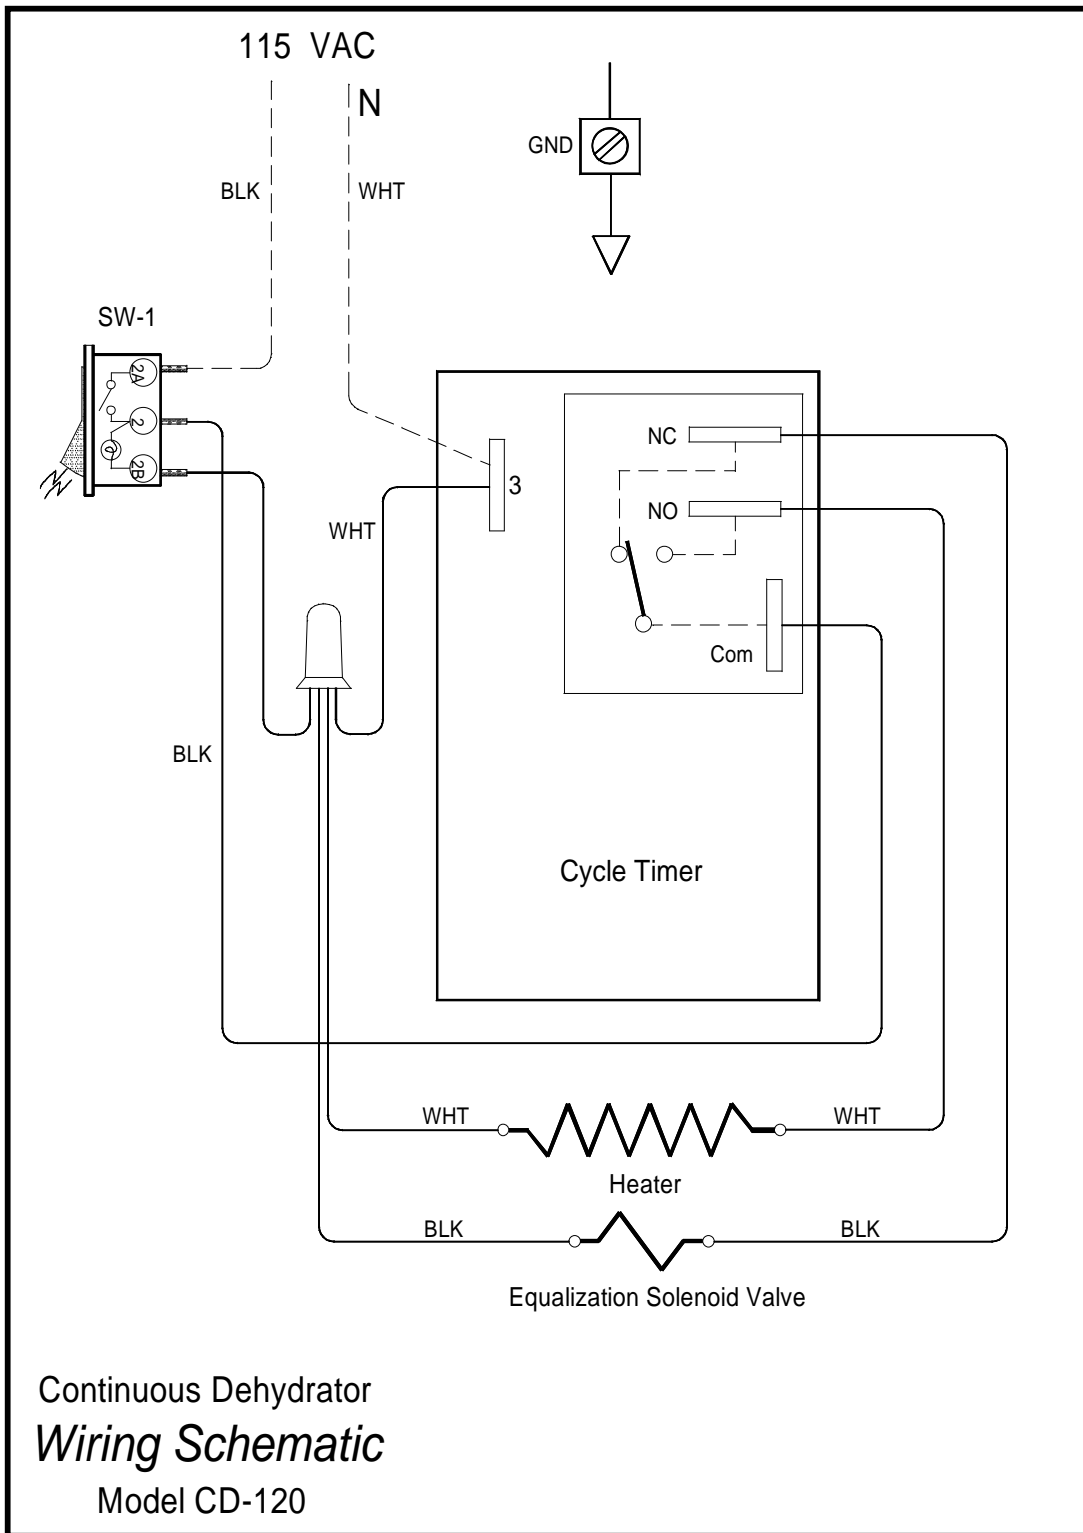 115 VAC
N
GND
BLK
WHT
SW-1
2A
2
2B
NC
3
NO
WHT
Com
BLK
Cycle Timer
WHT
WHT
Heater
BLK
BLK
Equalization Solenoid Valve
Continuous Dehydrator
Wiring Schematic
Model CD-120